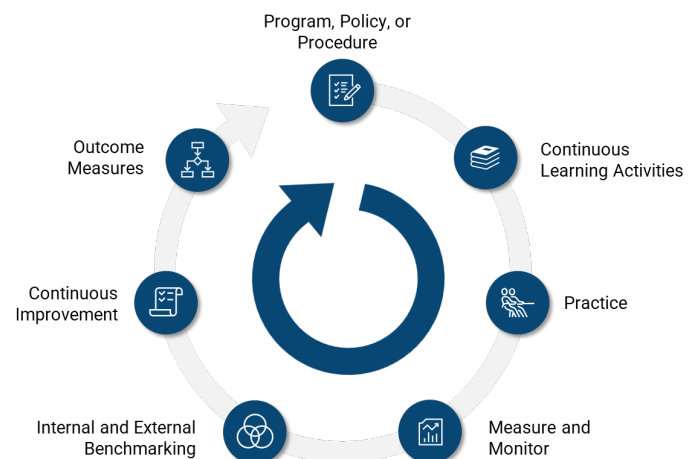 Program, Policy, or
Procedure
Continuous
Learning Activities
Practice
Measure and
Monitor
Internal and External
Benchmarking
Continuous
Improvement
Outcome
Measures